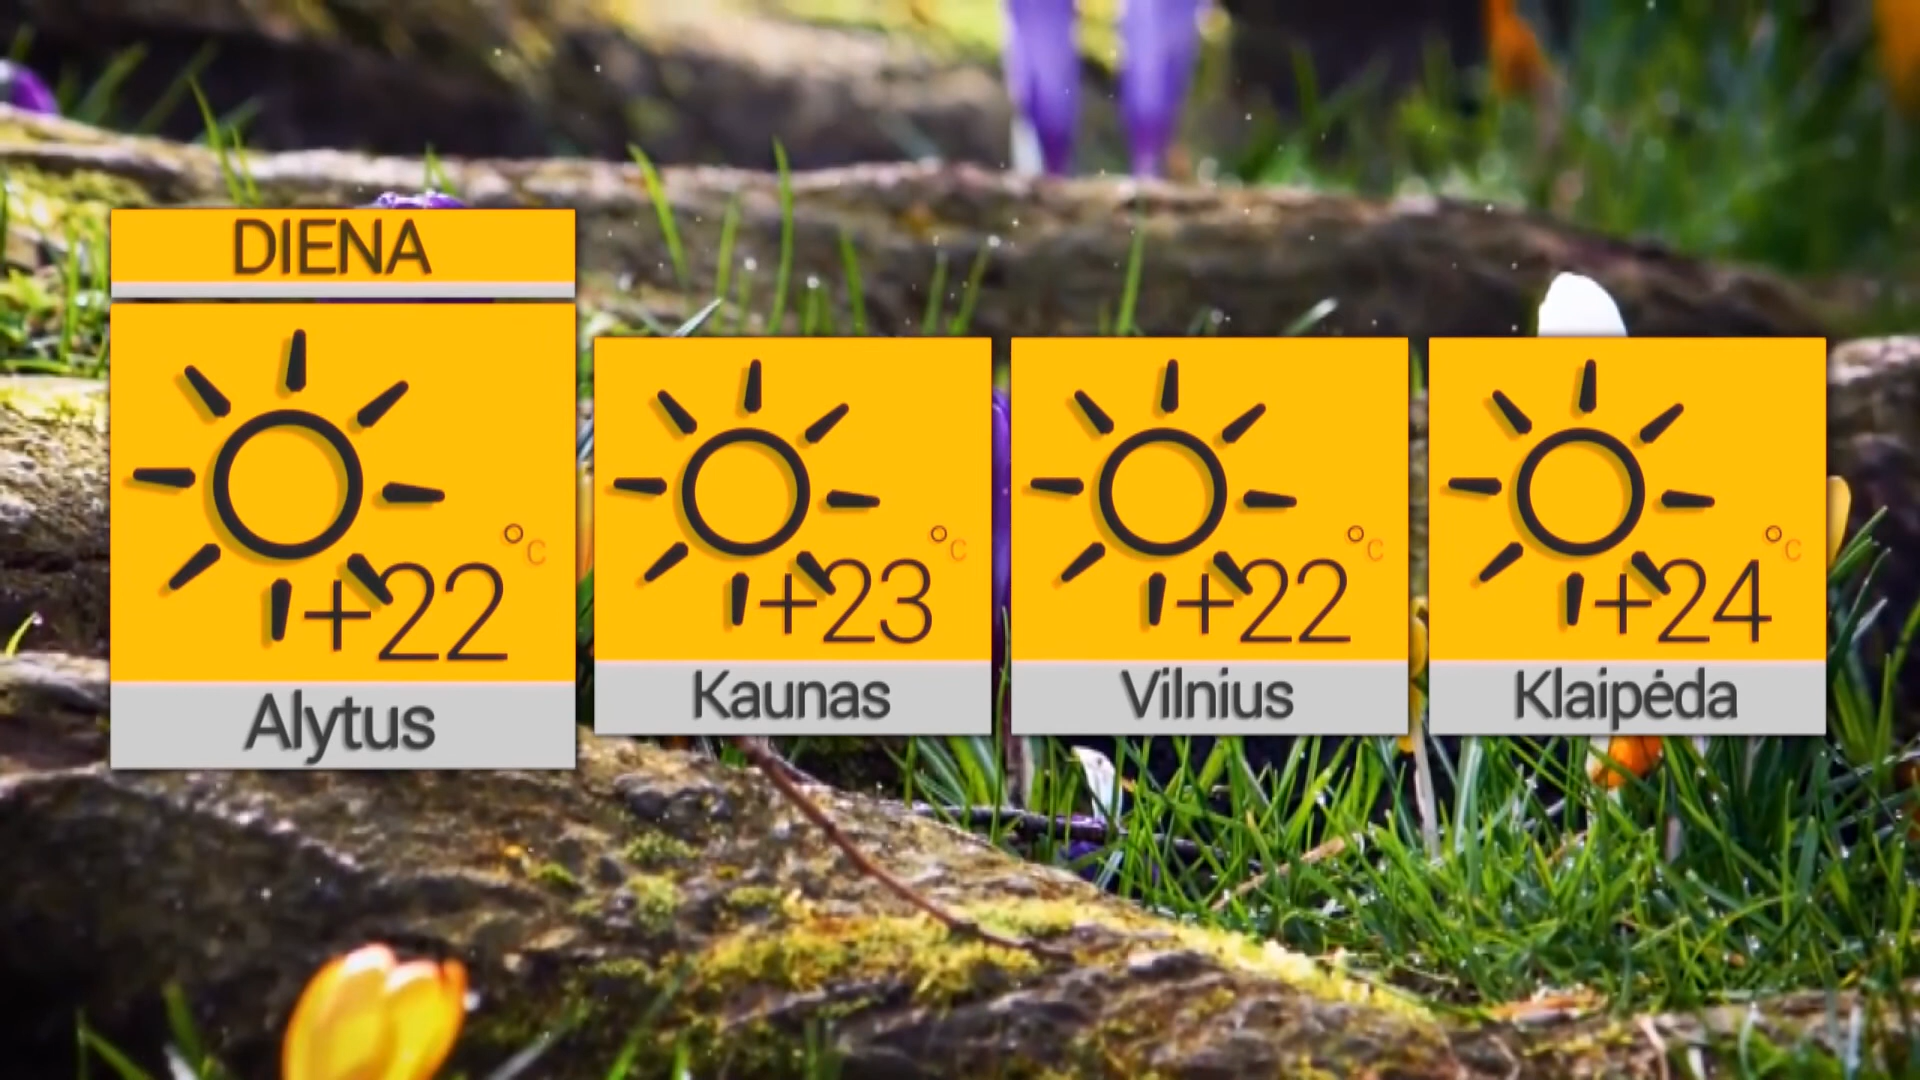 DIENA
+22 °C
Alytus
+23 °C
Kaunas
+22 °C
Vilnius
+24 °C
Klaipėda